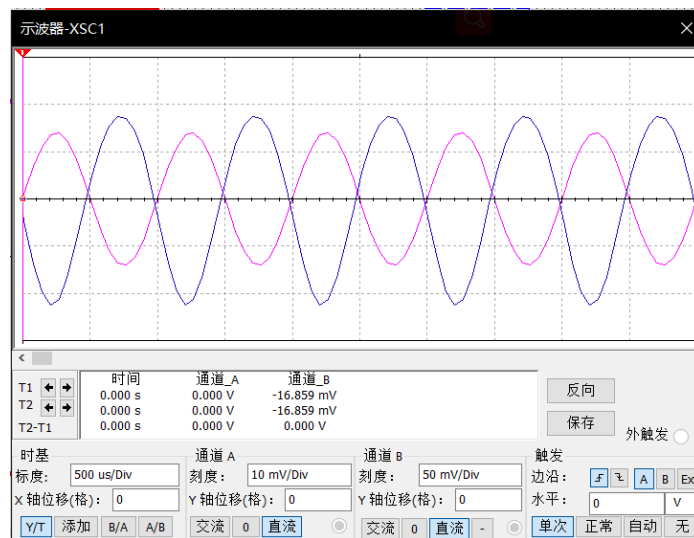 示波器-XSC1
1
时间 通道_A 通道_B
T1 0.000 s 0.000 V -16.859 mV
T2 0.000 s 0.000 V -16.859 mV
T2-T1 0.000 s 0.000 V 0.000 V
反向
保存
外触发
时基
标度: 500 us/Div
X 轴位移(格): 0
Y/T 添加 B/A A/B
通道 A
刻度: 10 mV/Div
Y 轴位移(格): 0
交流 0 直流
通道 B
刻度: 50 mV/Div
Y 轴位移(格): 0
交流 0 直流 -
触发
边沿: A B Ex
水平: 0 V
单次 正常 自动 无